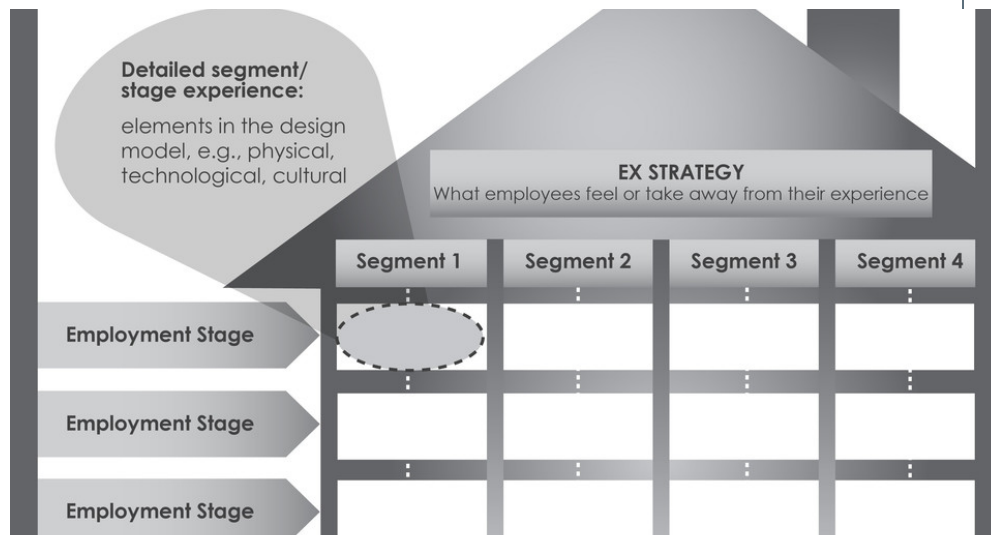 Detailed segment/
stage experience:
elements in the design
model, e.g., physical,
technological, cultural
EX STRATEGY
What employees feel or take away from their experience
Segment 1
Segment 2
Segment 3
Segment 4
Employment Stage
Employment Stage
Employment Stage